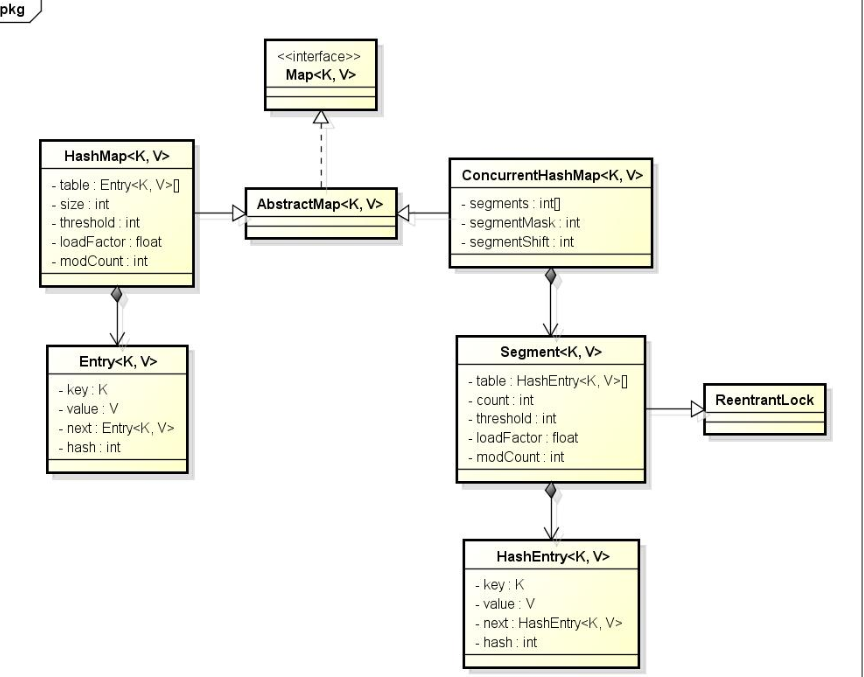 pkg
<<interface>>
Map<K, V>
HashMap<K, V>
- table : Entry<K, V>[]
- size : int
- threshold : int
- loadFactor : float
- modCount : int
AbstractMap<K, V>
ConcurrentHashMap<K, V>
- segments : int[]
- segmentMask : int
- segmentShift : int
Entry<K, V>
- key : K
- value : V
- next : Entry<K, V>
- hash : int
Segment<K, V>
- table : HashEntry<K, V>[]
- count : int
- threshold : int
- loadFactor : float
- modCount : int
ReentrantLock
HashEntry<K, V>
- key : K
- value : V
- next : HashEntry<K, V>
- hash : int